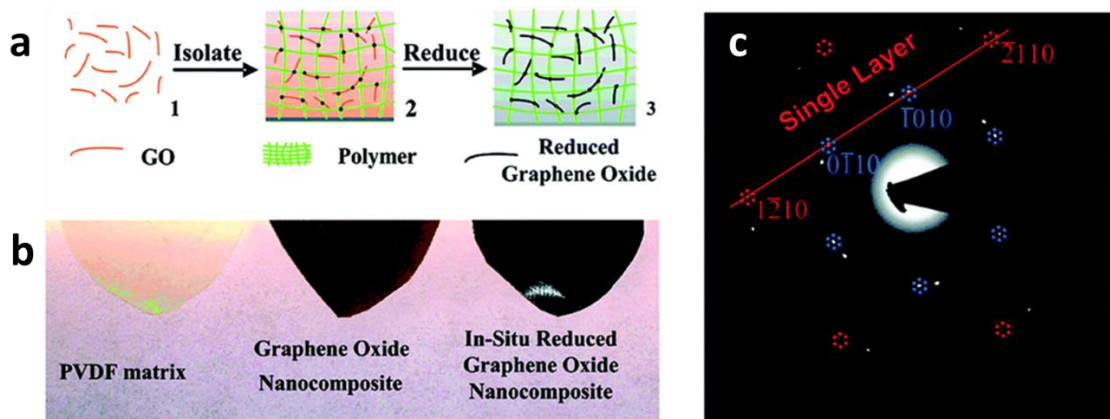 a
Isolate
Reduce
1
2
3
GO
Polymer
Reduced
Graphene Oxide
b
PVDF matrix
Graphene Oxide
Nanocomposite
In-Situ Reduced
Graphene Oxide
Nanocomposite
c
Single Layer
2̅110
1̅010
01̅10
12̅10